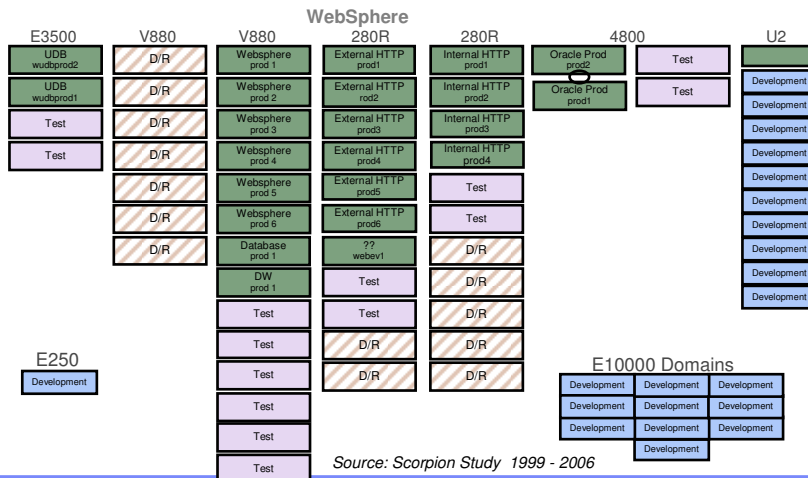 WebSphere
E3500
UDB
wudbprod2
UDB
wudbprod1
Test
Test
V880
D/R
D/R
D/R
D/R
D/R
D/R
D/R
V880
Websphere
prod 1
Websphere
prod 2
Websphere
prod 3
Websphere
prod 4
Websphere
prod 5
Websphere
prod 6
Database
prod 1
DW
prod 1
Test
Test
Test
Test
Test
Test
280R
External HTTP
prod1
External HTTP
rod2
External HTTP
prod3
External HTTP
prod4
External HTTP
prod5
External HTTP
prod6
??
webev1
Test
Test
D/R
D/R
280R
Internal HTTP
prod1
Internal HTTP
prod2
Internal HTTP
prod3
Internal HTTP
prod4
Test
Test
D/R
D/R
D/R
D/R
D/R
4800
Oracle Prod
prod2
Oracle Prod
prod1
Test
Test
U2
Development
Development
Development
Development
Development
Development
Development
Development
Development
Development
E250
Development
E10000 Domains
Development Development Development
Development Development Development
Development Development Development
Development
Source: Scorpion Study 1999 - 2006